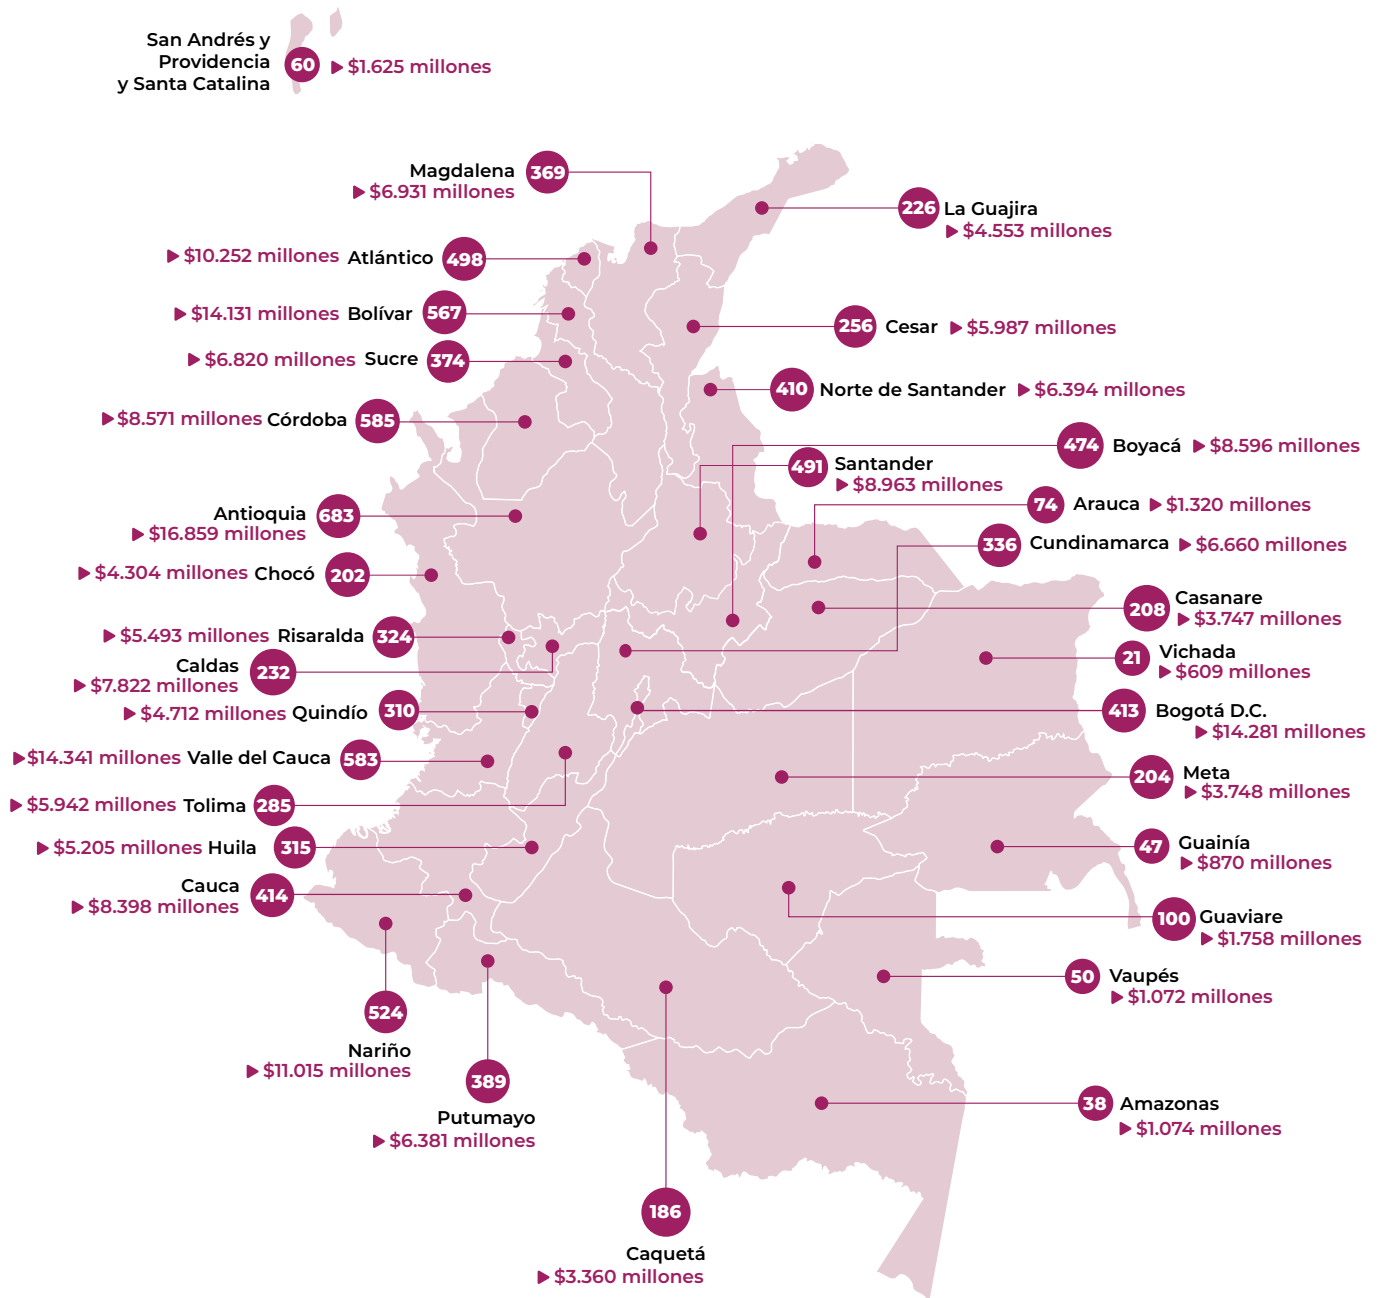 San Andrés y
Providencia
y Santa Catalina
60
$1.625 millones
Magdalena
369
$6.931 millones
226
La Guajira
$4.553 millones
$10.252 millones Atlántico 498
$14.131 millones Bolívar 567
256 Cesar $5.987 millones
$6.820 millones Sucre 374
410 Norte de Santander $6.394 millones
$8.571 millones Córdoba 585
474 Boyacá $8.596 millones
491 Santander
$8.963 millones
74 Arauca $1.320 millones
Antioquia 683
$16.859 millones
336 Cundinamarca $6.660 millones
$4.304 millones Chocó 202
208 Casanare
$3.747 millones
$5.493 millones Risaralda 324
21 Vichada
$609 millones
Caldas 232
$7.822 millones
$4.712 millones Quindío 310
413 Bogotá D.C.
$14.281 millones
$14.341 millones Valle del Cauca 583
204 Meta
$3.748 millones
$5.942 millones Tolima 285
$5.205 millones Huila 315
47 Guainía
$870 millones
Cauca 414
$8.398 millones
100 Guaviare
$1.758 millones
50 Vaupés
$1.072 millones
524
Nariño
$11.015 millones
389
Putumayo
$6.381 millones
38 Amazonas
$1.074 millones
186
Caquetá
$3.360 millones